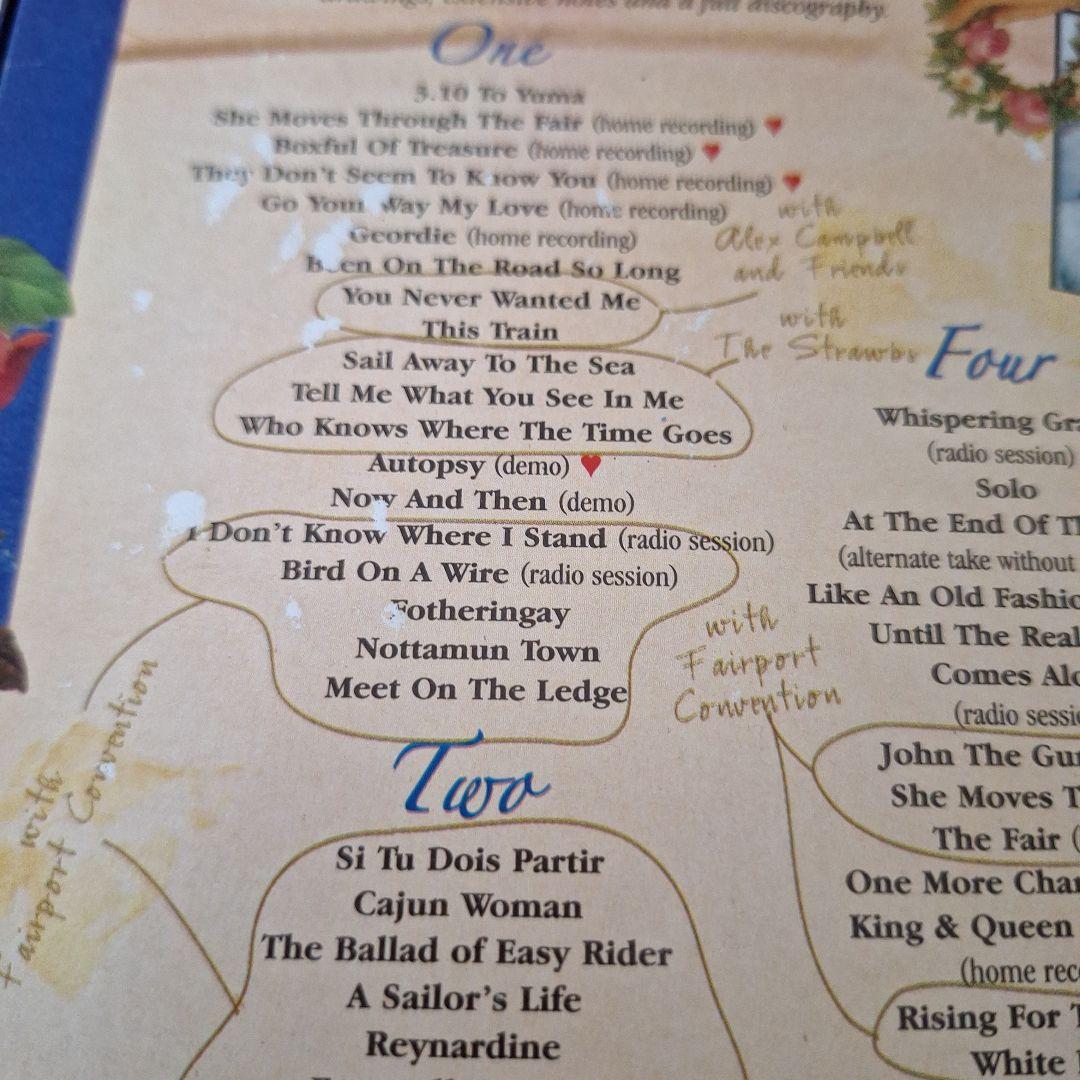 drawings, extensive notes and a full discography.
One
3.10 To Yuma
She Moves Through The Fair (home recording) ♥
Boxful Of Treasure (home recording) ♥
They Don't Seem To Know You (home recording) ♥
Go Your Way My Love (home recording)
Geordie (home recording)
Been On The Road So Long
You Never Wanted Me
This Train
with
Alex Campbell
and Friends
Sail Away To The Sea
Tell Me What You See In Me
Who Knows Where The Time Goes
with
The Strawbs
Autopsy (demo) ♥
Now And Then (demo)
I Don't Know Where I Stand (radio session)
Bird On A Wire (radio session)
Fotheringay
Nottamun Town
Meet On The Ledge
with
Fairport Convention
Two
Si Tu Dois Partir
Cajun Woman
The Ballad of Easy Rider
A Sailor's Life
Reynardine
Four
Whispering
(radio session)
Solo
At The End Of
(alternate take without
Like An Old
Until The Real
Comes
(radio
with
Fairport
Convention
John The
She Moves
The Fair (
One More
King & Queen
(home
Rising For
White